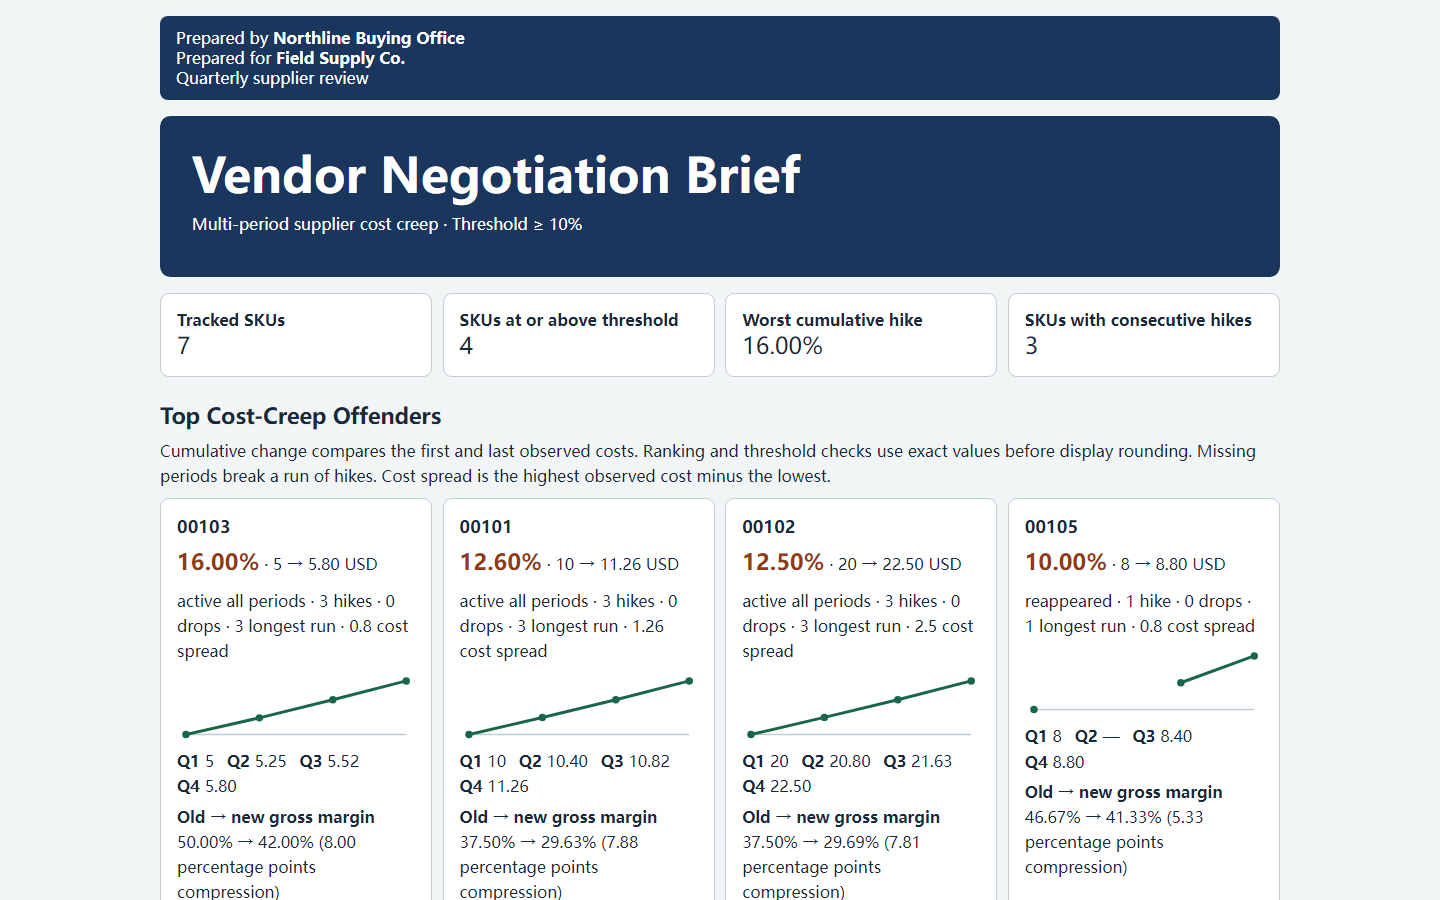 Prepared by Northline Buying Office
Prepared for Field Supply Co.
Quarterly supplier review
Vendor Negotiation Brief
Multi-period supplier cost creep · Threshold ≥ 10%
Tracked SKUs
7
SKUs at or above threshold
4
Worst cumulative hike
16.00%
SKUs with consecutive hikes
3
Top Cost-Creep Offenders
Cumulative change compares the first and last observed costs. Ranking and threshold checks use exact values before display rounding. Missing
periods break a run of hikes. Cost spread is the highest observed cost minus the lowest.
00103
16.00% · 5 → 5.80 USD
active all periods · 3 hikes · 0
drops · 3 longest run · 0.8 cost
spread
Q1 5 Q2 5.25 Q3 5.52
Q4 5.80
Old → new gross margin
50.00% → 42.00% (8.00
percentage points
compression)
00101
12.60% · 10 → 11.26 USD
active all periods · 3 hikes · 0
drops · 3 longest run · 1.26
cost spread
Q1 10 Q2 10.40 Q3 10.82
Q4 11.26
Old → new gross margin
37.50% → 29.63% (7.88
percentage points
compression)
00102
12.50% · 20 → 22.50 USD
active all periods · 3 hikes · 0
drops · 3 longest run · 2.5 cost
spread
Q1 20 Q2 20.80 Q3 21.63
Q4 22.50
Old → new gross margin
37.50% → 29.69% (7.81
percentage points
compression)
00105
10.00% · 8 → 8.80 USD
reappeared · 1 hike · 0 drops ·
1 longest run · 0.8 cost spread
Q1 8 Q2 — Q3 8.40
Q4 8.80
Old → new gross margin
46.67% → 41.33% (5.33
percentage points
compression)